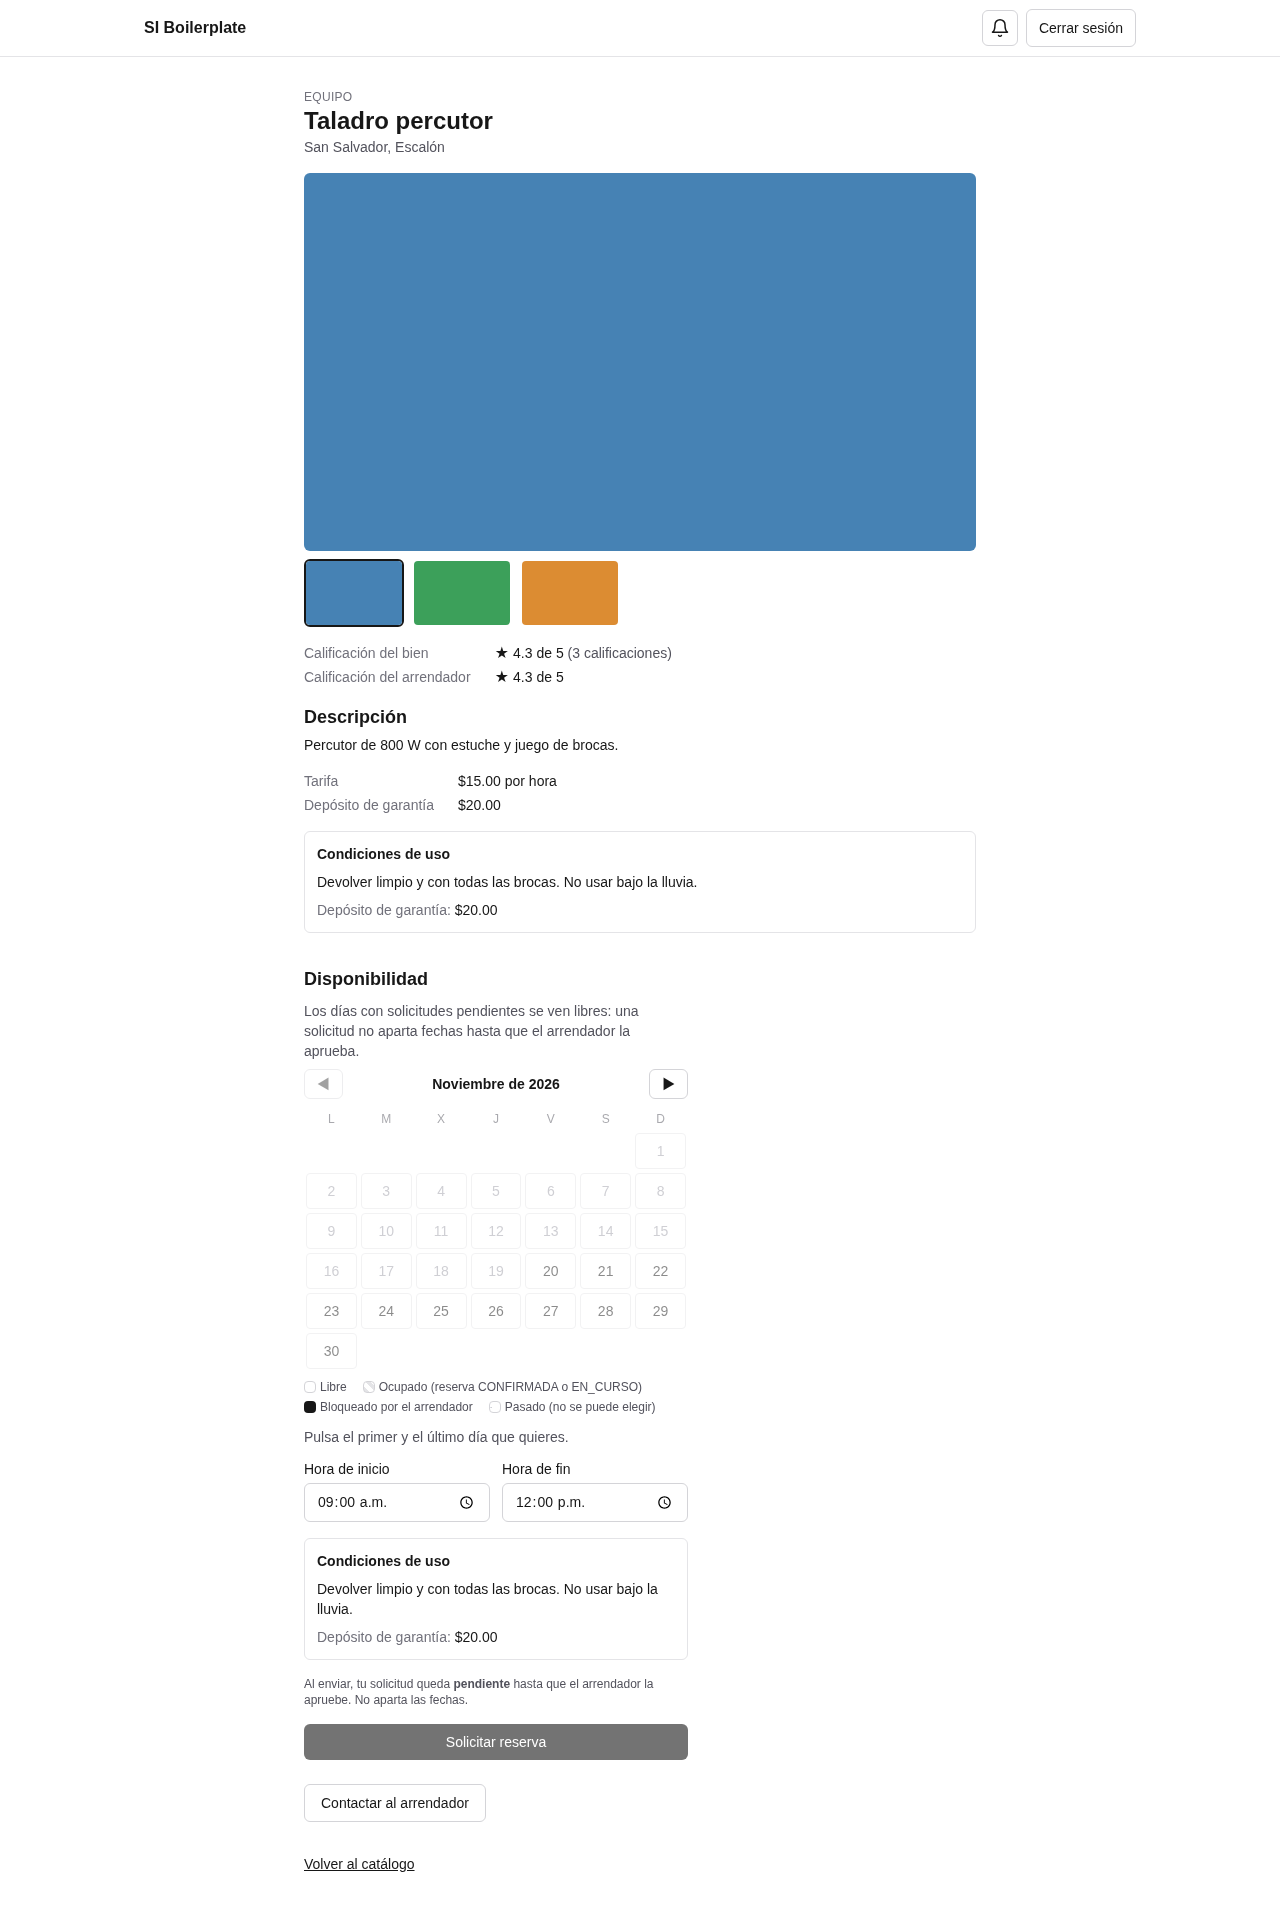 SI Boilerplate
Cerrar sesión
EQUIPO
Taladro percutor
San Salvador, Escalón
Calificación del bien ★ 4.3 de 5 (3 calificaciones)
Calificación del arrendador ★ 4.3 de 5
Descripción
Percutor de 800 W con estuche y juego de brocas.
Tarifa $15.00 por hora
Depósito de garantía $20.00
Condiciones de uso
Devolver limpio y con todas las brocas. No usar bajo la lluvia.
Depósito de garantía: $20.00
Disponibilidad
Los días con solicitudes pendientes se ven libres: una
solicitud no aparta fechas hasta que el arrendador la
aprueba.
◀ Noviembre de 2026 ▶
L M X J V S D
1
2 3 4 5 6 7 8
9 10 11 12 13 14 15
16 17 18 19 20 21 22
23 24 25 26 27 28 29
30
Libre Ocupado (reserva CONFIRMADA o EN_CURSO)
Bloqueado por el arrendador Pasado (no se puede elegir)
Pulsa el primer y el último día que quieres.
Hora de inicio Hora de fin
09:00 a.m. 12:00 p.m.
Condiciones de uso
Devolver limpio y con todas las brocas. No usar bajo la
lluvia.
Depósito de garantía: $20.00
Al enviar, tu solicitud queda pendiente hasta que el arrendador la
apruebe. No aparta las fechas.
Solicitar reserva
Contactar al arrendador
Volver al catálogo